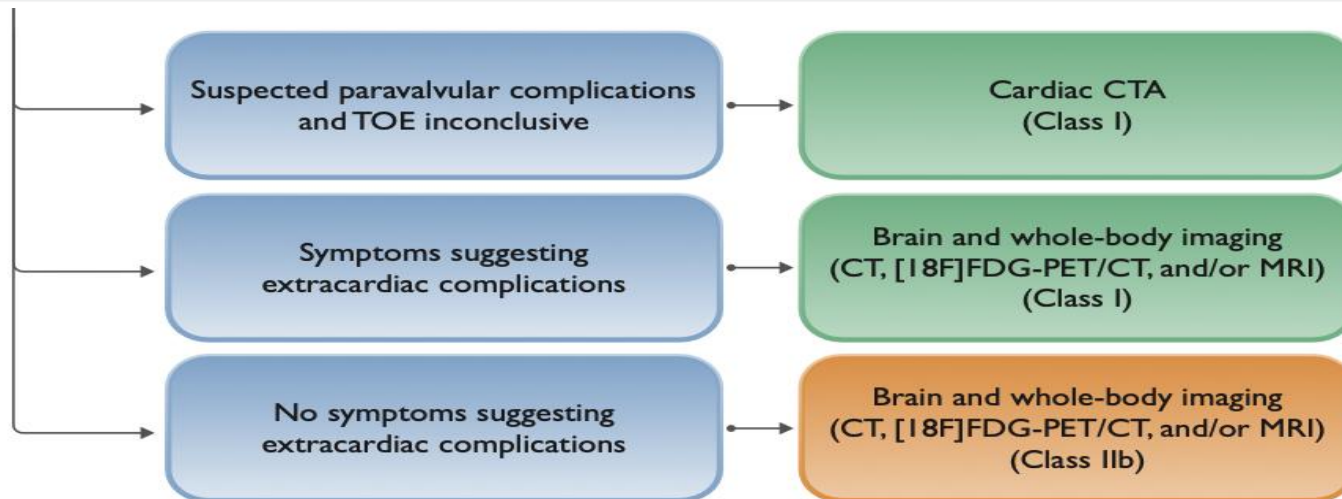 Suspected paravalvular complications
and TOE inconclusive
Cardiac CTA
(Class I)
Symptoms suggesting
extracardiac complications
Brain and whole-body imaging
(CT, [18F]FDG-PET/CT, and/or MRI)
(Class I)
No symptoms suggesting
extracardiac complications
Brain and whole-body imaging
(CT, [18F]FDG-PET/CT, and/or MRI)
(Class IIb)